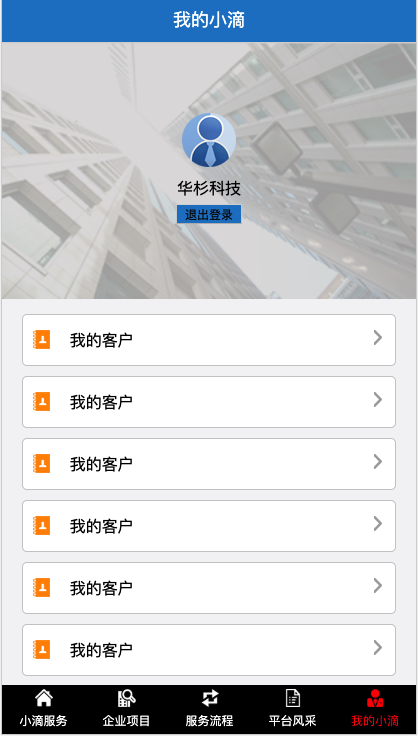 我的小滴
华杉科技
退出登录
我的客户
我的客户
我的客户
我的客户
我的客户
我的客户
小滴服务 企业项目 服务流程 平台风采 我的小滴